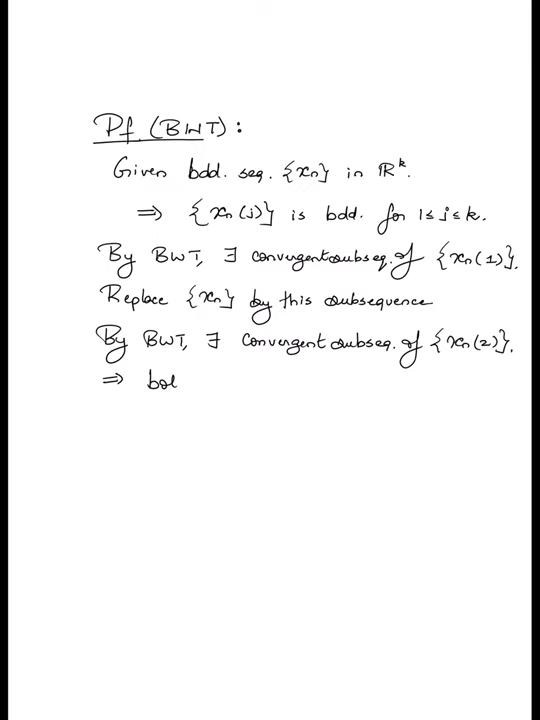 Pf (BWT):
Given bdd. seq. {xn} in ℝᵏ.
⇒ {xn(j)} is bdd. for 1≤j≤k.
By BWT, ∃ convergent subseq. of {xn(1)}.
Replace {xn} by this subsequence
By BWT, ∃ convergent subseq. of {xn(2)}.
⇒ bol